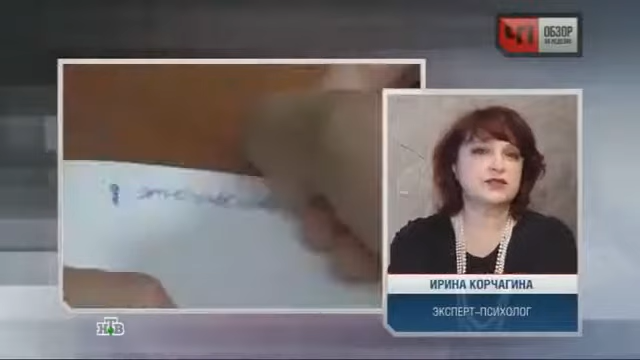 ЧП
ОБЗОР
ЗА НЕДЕЛЮ
ИРИНА КОРЧАГИНА
ЭКСПЕРТ-ПСИХОЛОГ
НТВ